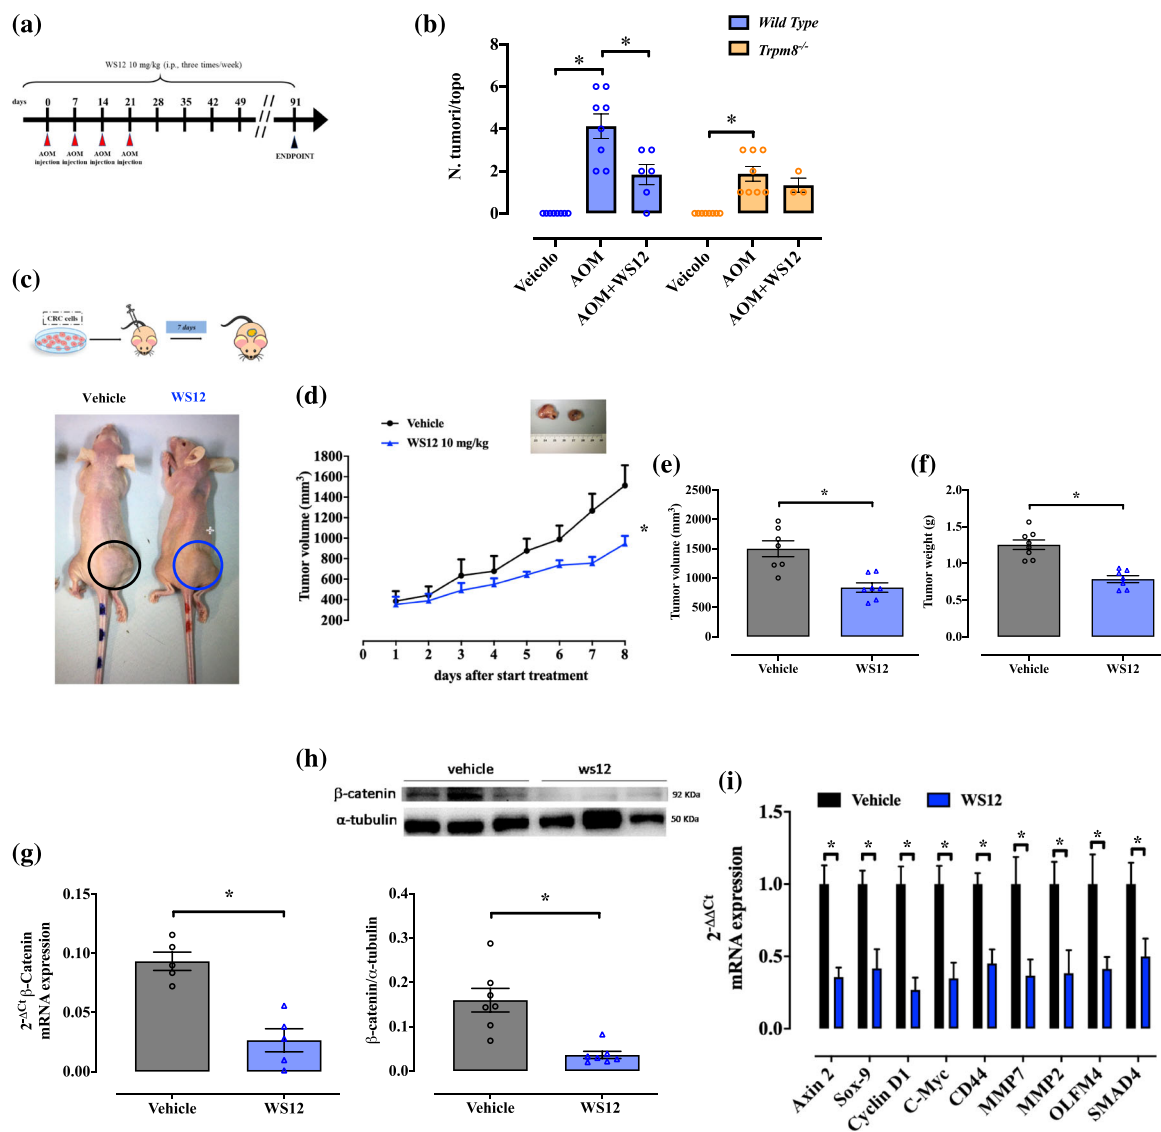 (a)
WS12 10 mg/kg (i.p., three times/week)
days
0 7 14 21 28 35 42 49 91
AOM injection
AOM injection
AOM injection
AOM injection
ENDPOINT
(b)
Wild Type
Trpm8-/-
N. tumori/topo
8
6
4
2
0
*
*
*
Veicolo
AOM
AOM+WS12
Veicolo
AOM
AOM+WS12
(c)
CRC cells
7 days
Vehicle
WS12
(d)
Vehicle
WS12 10 mg/kg
Tumor volume (mm3)
1800
1600
1400
1200
1000
800
600
400
200
*
0 1 2 3 4 5 6 7 8
days after start treatment
(e)
Tumor volume (mm3)
2500
2000
1500
1000
500
0
*
Vehicle
WS12
(f)
Tumor weight (g)
2.0
1.5
1.0
0.5
0.0
*
Vehicle
WS12
(h)
vehicle
ws12
β-catenin
92 KDa
α-tubulin
50 KDa
(g)
2-ΔCt β-Catenin
mRNA expression
0.15
0.10
0.05
0.00
*
Vehicle
WS12
β-catenin/α-tubulin
0.4
0.3
0.2
0.1
0.0
*
Vehicle
WS12
(i)
Vehicle
WS12
2-ΔΔCt
mRNA expression
1.5
1.0
0.5
0.0
* * * * * * * * *
Axin 2
Sox-9
Cyclin D1
C-Myc
CD44
MMP7
MMP2
OLFM4
SMAD4